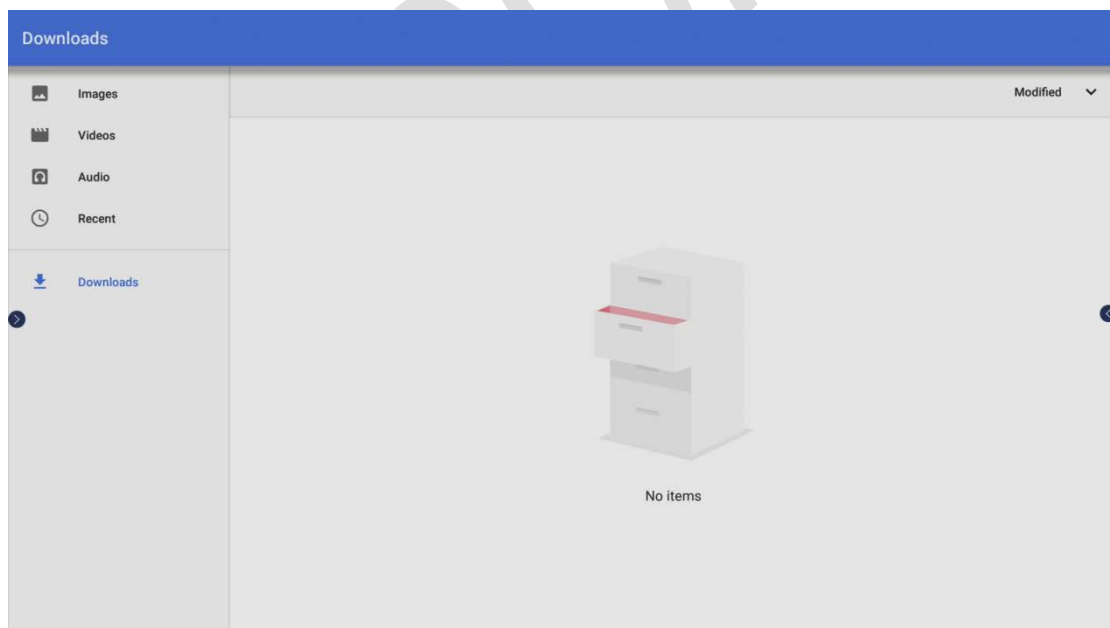 Downloads
Images
Modified
Videos
Audio
Recent
Downloads
No items